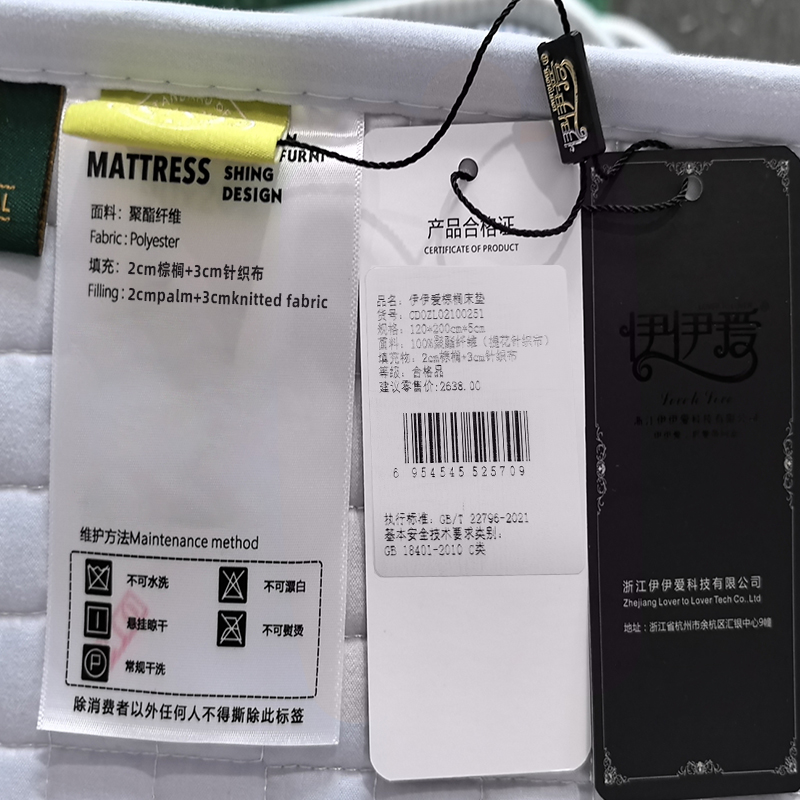 MATTRESS
SHING
DESIGN
面料：聚酯纤维
Fabric：Polyester
填充：2cm棕榈+3cm针织布
Filling：2cmpalm+3cmknitted fabric
维护方法Maintenance method
不可水洗
不可漂白
悬挂晾干
不可熨烫
P
常规干洗
除消费者以外任何人不得撕除此标签
产品合格证
CERTIFICATE OF PRODUCT
品名：伊伊爱棕榈床垫
货号：CDOZL02100251
规格：120*200cm*5cm
面料：100%聚酯纤维（提花针织布）
填充物：2cm棕榈+3cm针织布
等级：合格品
建议零售价:2638.00
6 954545 525709
执行标准：GB/T 22796-2021
基本安全技术要求类别：
GB 18401-2010 C类
伊伊爱
Love & Love
浙江伊伊爱科技有限公司
Zhejiang Lover to Lover Tech Co.,Ltd
地址：浙江省杭州市余杭区汇银中心9幢